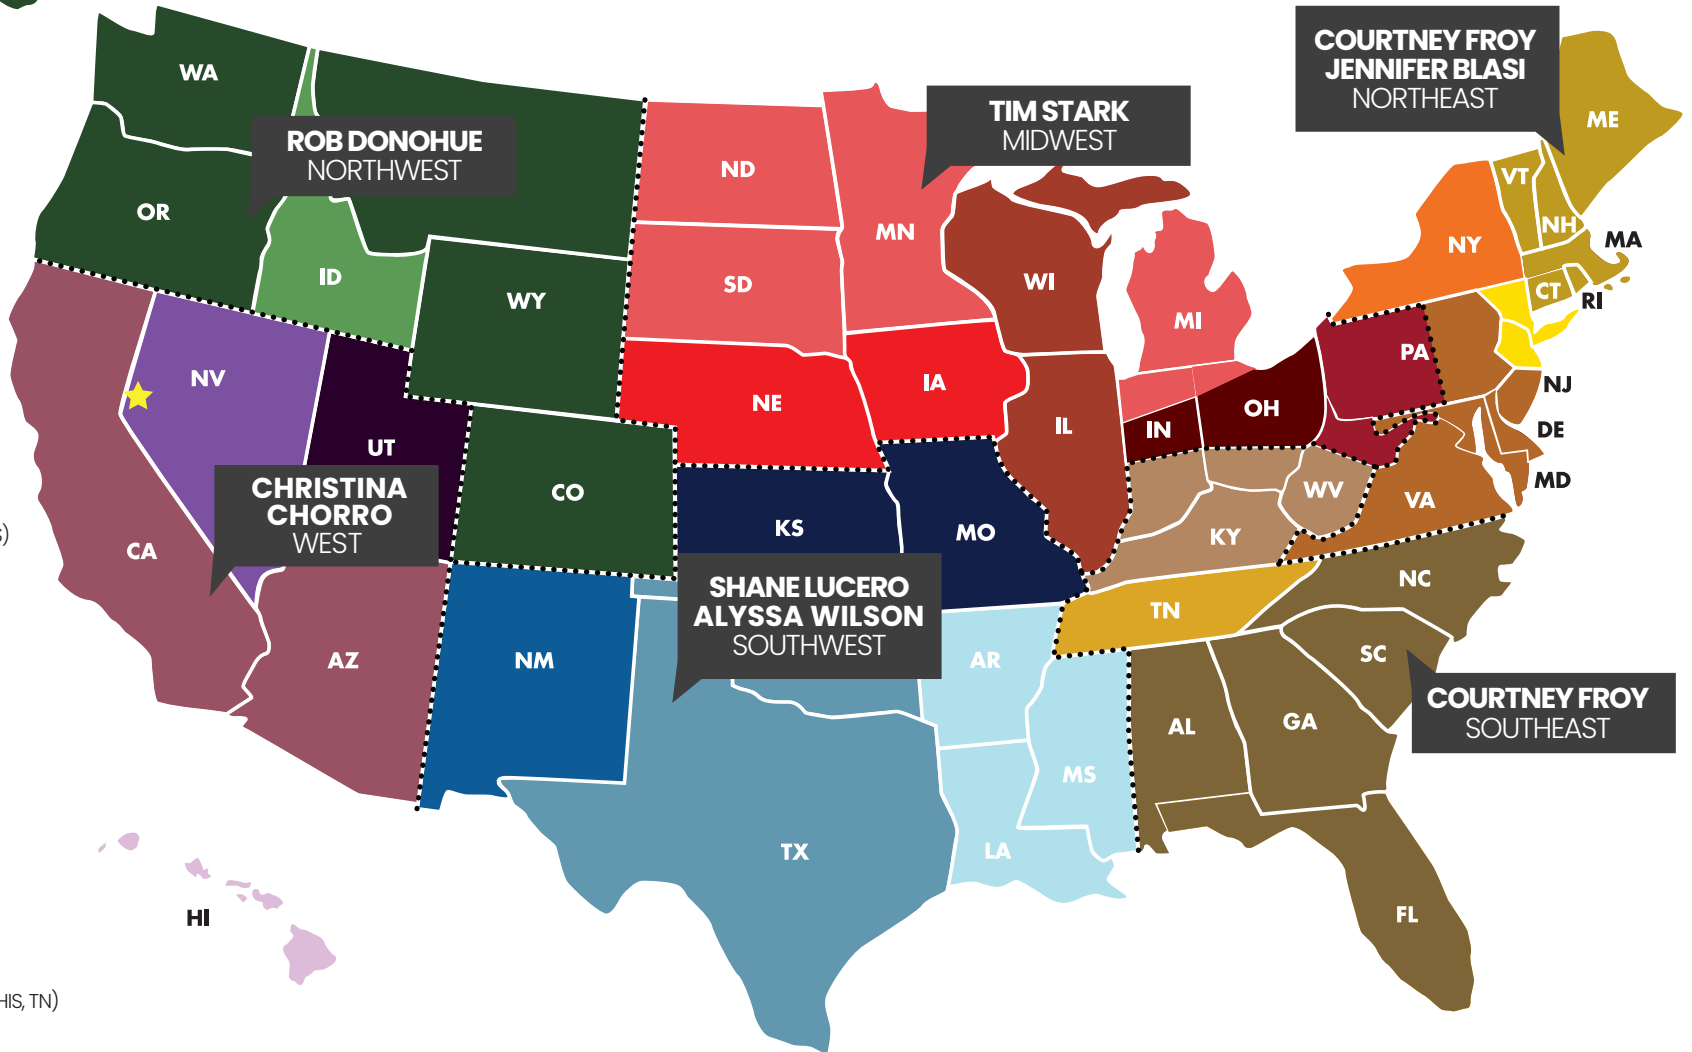 COURTNEY FROY
JENNIFER BLASI
NORTHEAST
WA
TIM STARK
MIDWEST
ME
ROB DONOHUE
NORTHWEST
ND
VT
OR
MN
NH
MA
NY
ID
SD
WI
CT
RI
WY
MI
PA
NV
IA
NJ
NE
OH
IL
IN
DE
UT
MD
CO
WV
VA
CHRISTINA
CHORRO
WEST
KS
MO
KY
S)
CA
NC
SHANE LUCERO
ALYSSA WILSON
SOUTHWEST
TN
AZ
NM
AR
SC
COURTNEY FROY
SOUTHEAST
AL
GA
MS
TX
LA
HI
FL
HIS, TN)